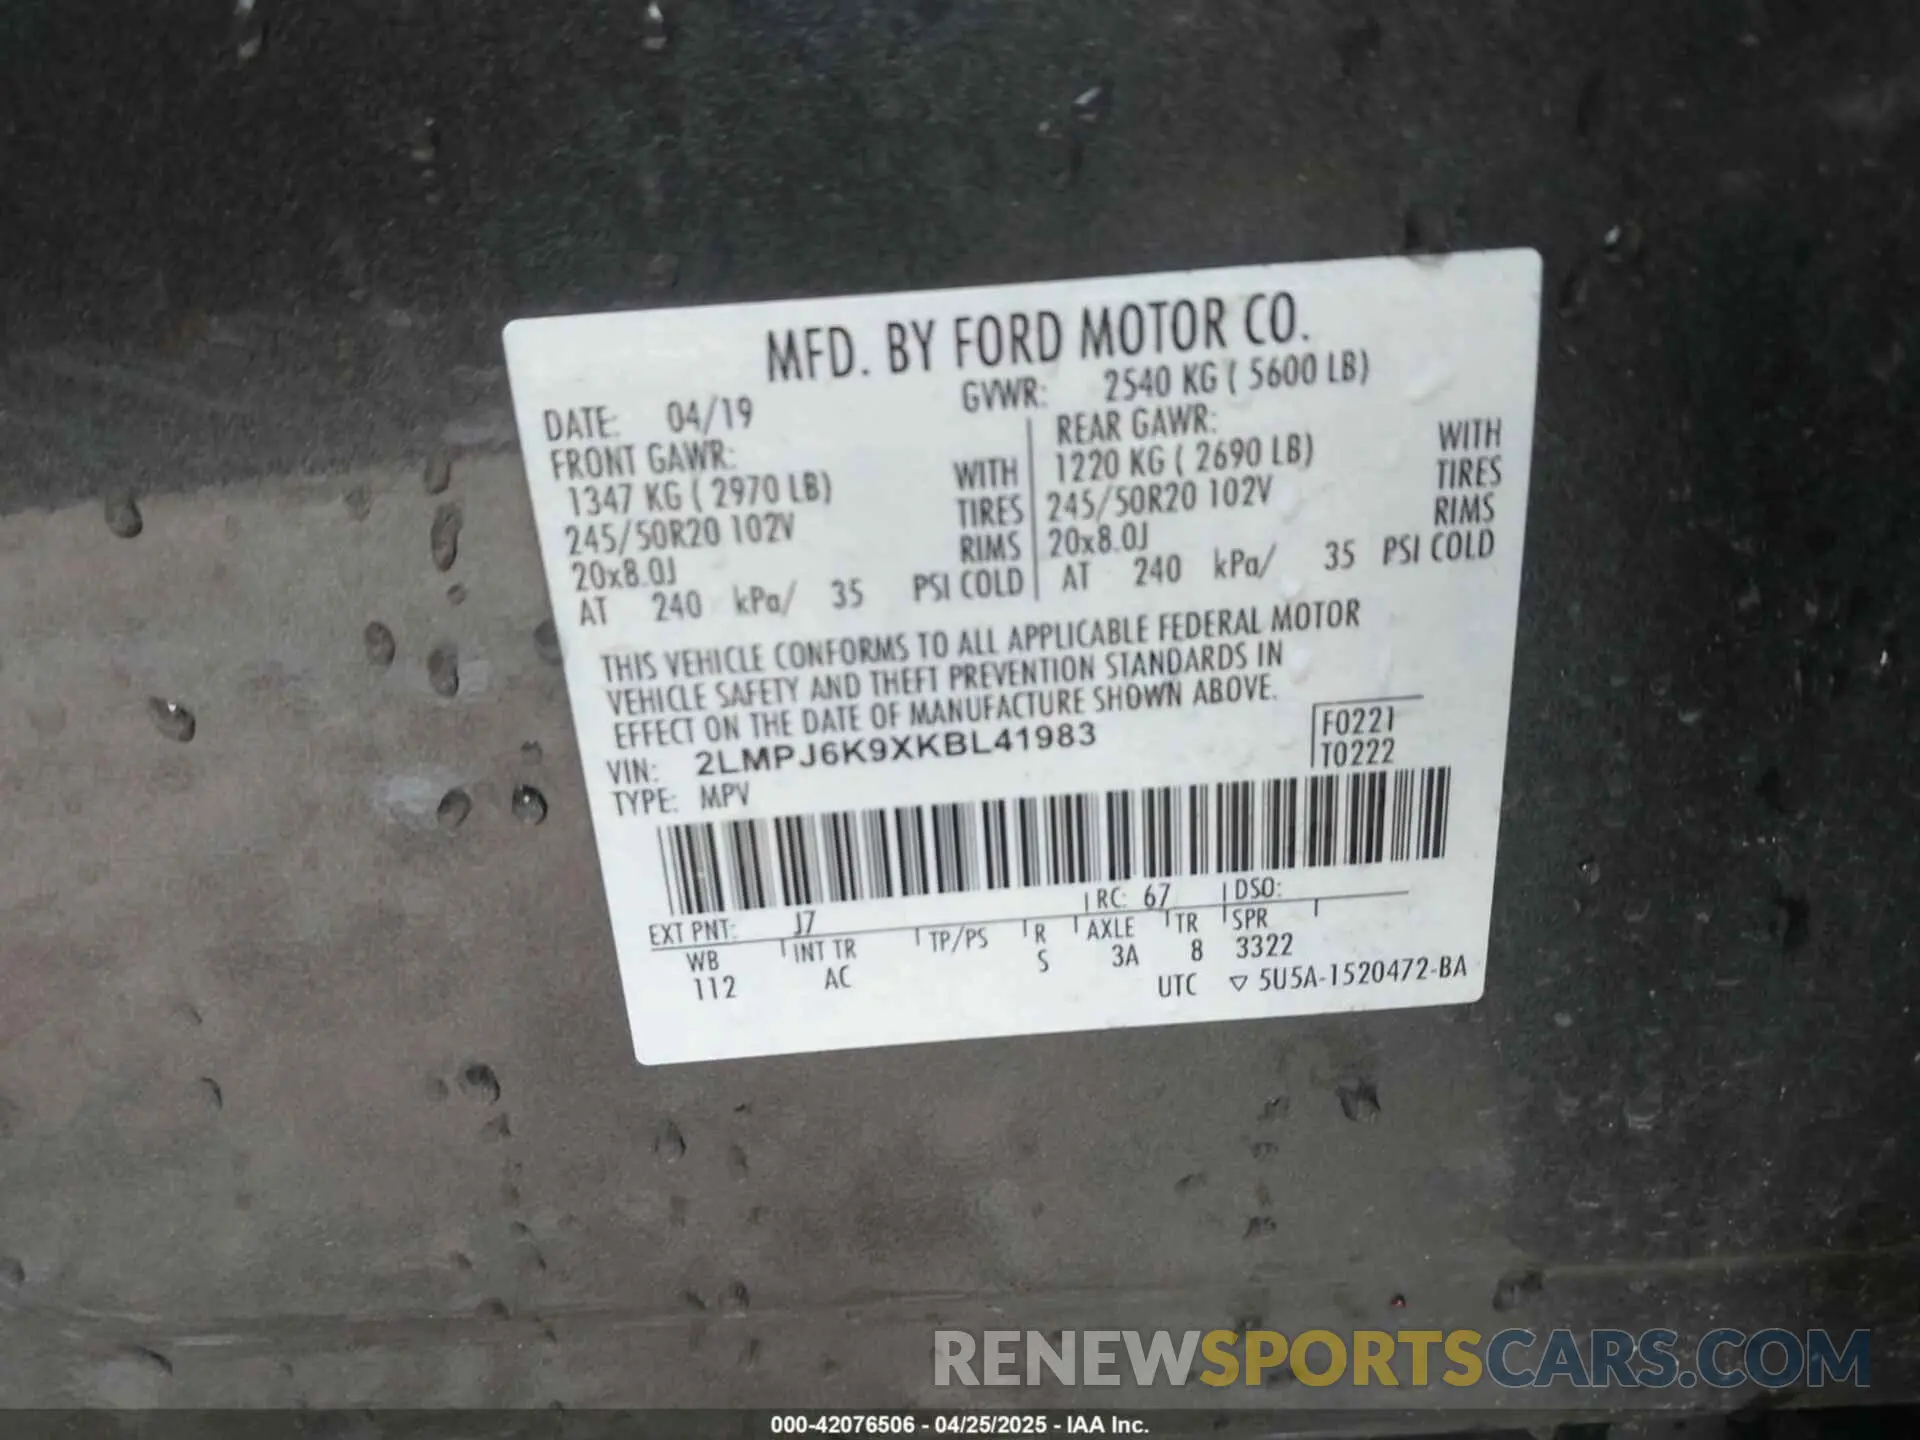 MFD. BY FORD MOTOR CO.
DATE: 04/19 GVWR: 2540 KG ( 5600 LB)
FRONT GAWR: REAR GAWR:
1347 KG ( 2970 LB) WITH 1220 KG ( 2690 LB) WITH
245/50R20 102V TIRES 245/50R20 102V TIRES
20x8.0J RIMS 20x8.0J RIMS
AT 240 kPa/ 35 PSI COLD AT 240 kPa/ 35 PSI COLD
THIS VEHICLE CONFORMS TO ALL APPLICABLE FEDERAL MOTOR
VEHICLE SAFETY AND THEFT PREVENTION STANDARDS IN
EFFECT ON THE DATE OF MANUFACTURE SHOWN ABOVE.
VIN: 2LMPJ6K9XKBL41983 F0221
TYPE: MPV T0222
EXT PNT: J7 RC: 67 DSO:
WB INT TR TP/PS R AXLE TR SPR
112 AC S 3A 8 3322
UTC ▽ 5U5A-1520472-BA
RENEWSPORTSCARS.COM
000-42076506 - 04/25/2025 - IAA Inc.